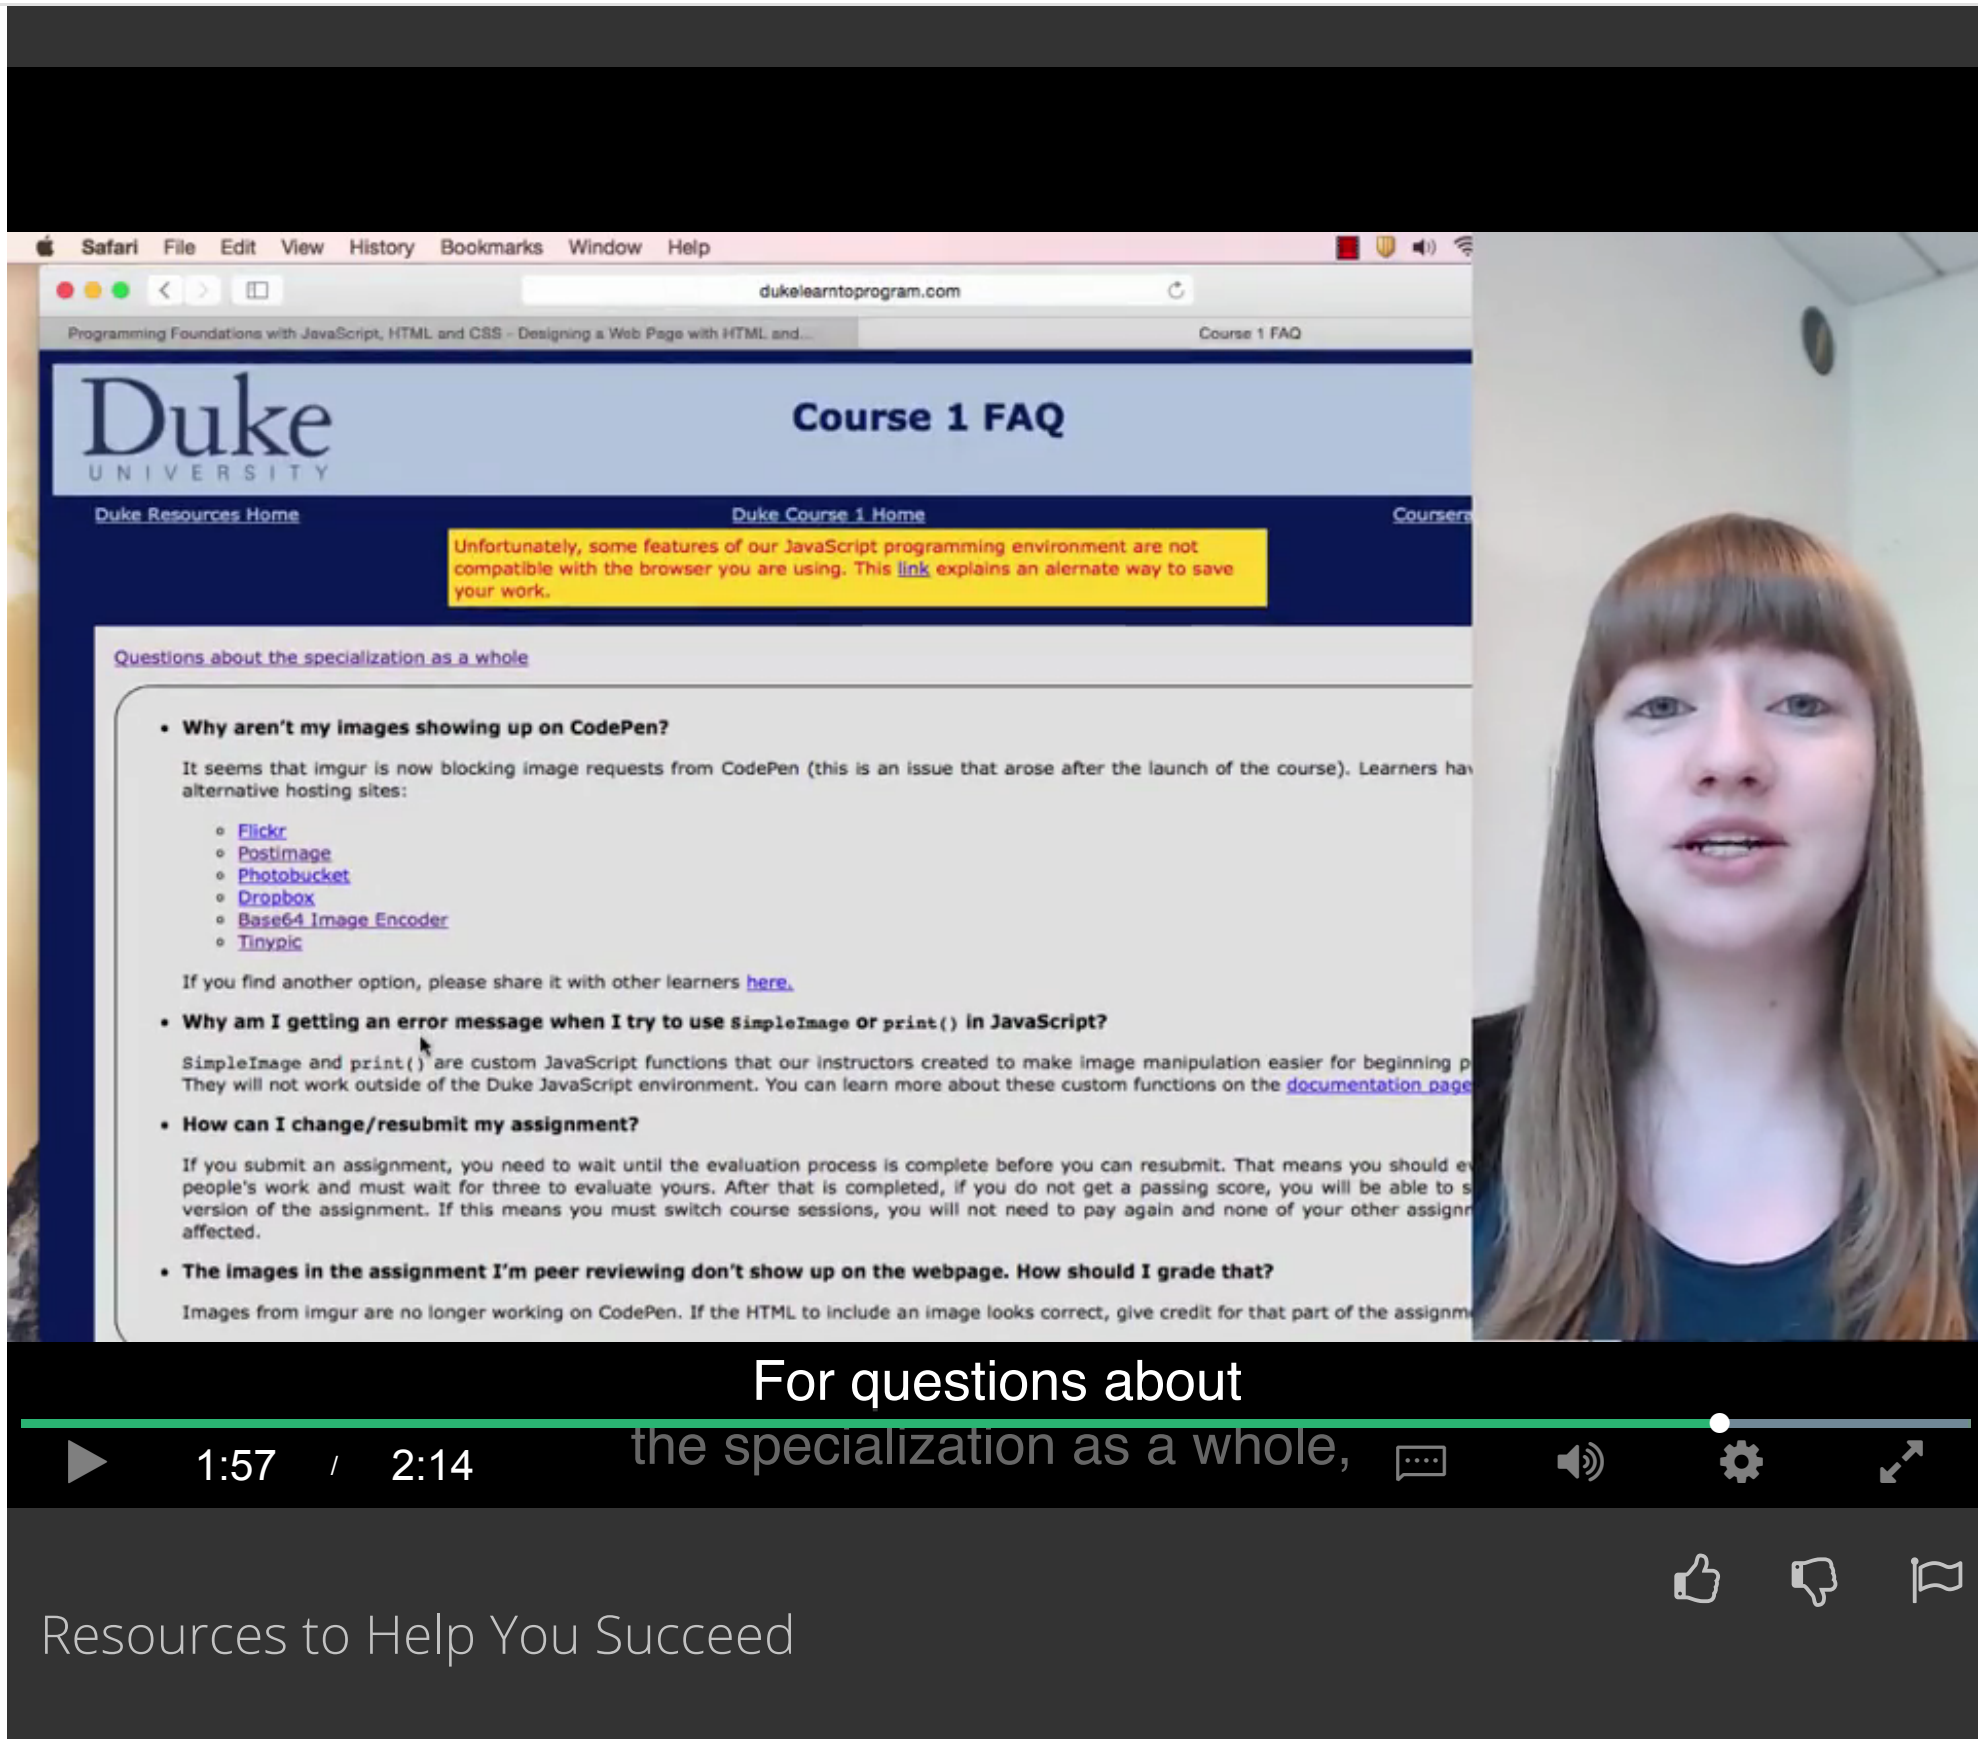 Safari File Edit View History Bookmarks Window Help
dukelearntoprogram.com
Programming Foundations with JavaScript, HTML and CSS - Designing a Web Page with HTML and...
Course 1 FAQ
Duke
UNIVERSITY
Course 1 FAQ
Duke Resources Home
Duke Course 1 Home
Coursera
Unfortunately, some features of our JavaScript programming environment are not
compatible with the browser you are using. This link explains an alernate way to save
your work.
Questions about the specialization as a whole
• Why aren't my images showing up on CodePen?
It seems that imgur is now blocking image requests from CodePen (this is an issue that arose after the launch of the course). Learners hav
alternative hosting sites:
Flickr
Postimage
Photobucket
Dropbox
Base64 Image Encoder
Tinypic
If you find another option, please share it with other learners here.
• Why am I getting an error message when I try to use SimpleImage or print() in JavaScript?
SimpleImage and print() are custom JavaScript functions that our instructors created to make image manipulation easier for beginning p
They will not work outside of the Duke JavaScript environment. You can learn more about these custom functions on the documentation page
• How can I change/resubmit my assignment?
If you submit an assignment, you need to wait until the evaluation process is complete before you can resubmit. That means you should ev
people's work and must wait for three to evaluate yours. After that is completed, if you do not get a passing score, you will be able to s
version of the assignment. If this means you must switch course sessions, you will not need to pay again and none of your other assignm
affected.
• The images in the assignment I'm peer reviewing don't show up on the webpage. How should I grade that?
Images from imgur are no longer working on CodePen. If the HTML to include an image looks correct, give credit for that part of the assignme
For questions about
the specialization as a whole,
1:57 / 2:14
Resources to Help You Succeed